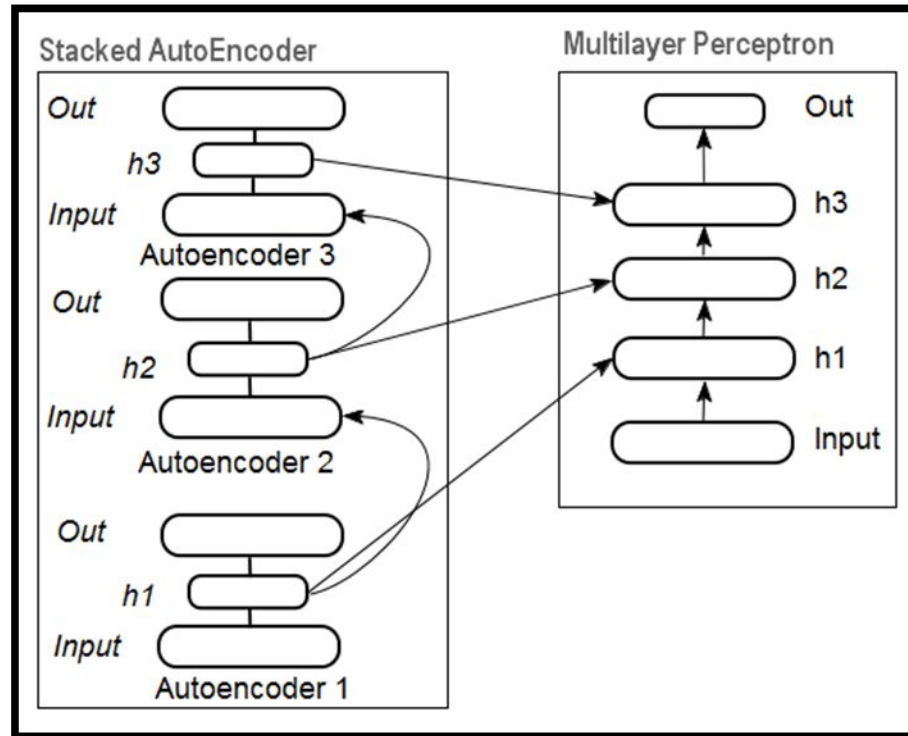 Stacked AutoEncoder
Out
h3
Input
Autoencoder 3
Out
h2
Input
Autoencoder 2
Out
h1
Input
Autoencoder 1
Multilayer Perceptron
Out
h3
h2
h1
Input